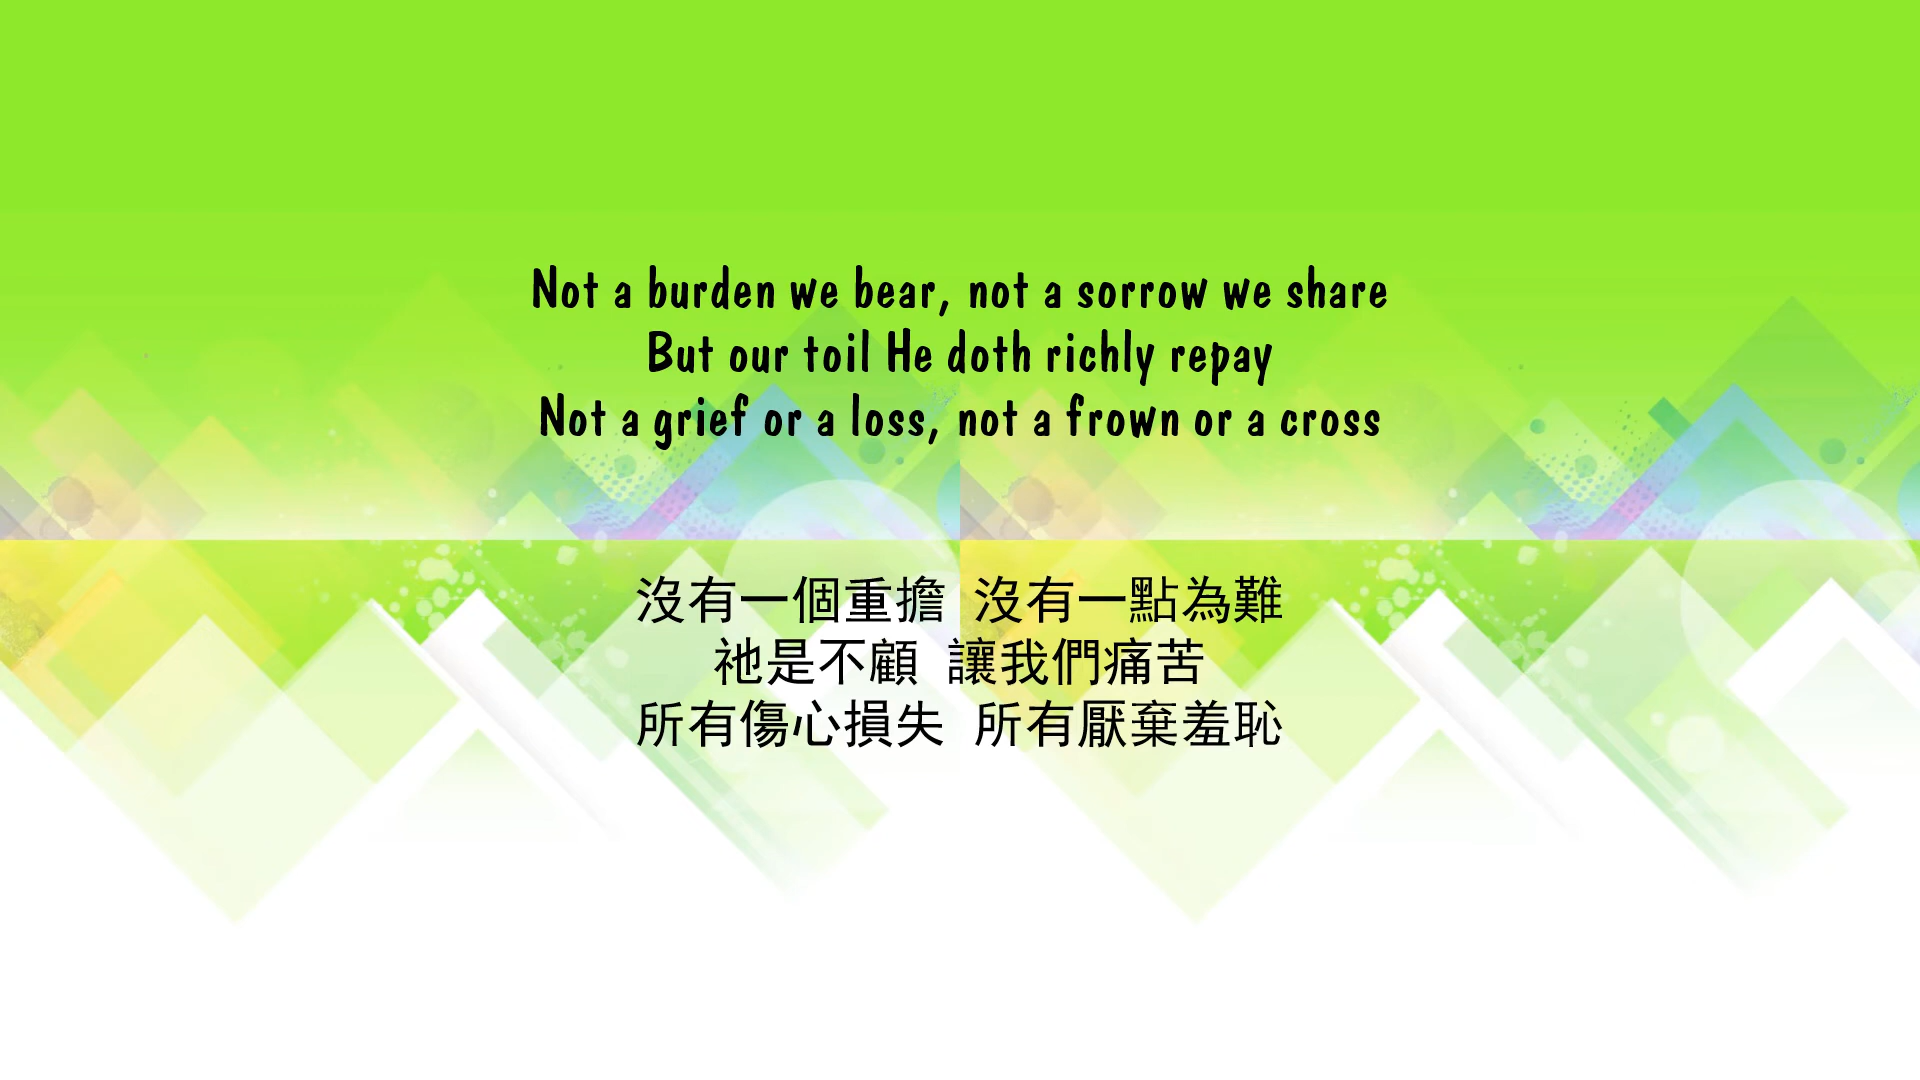 Not a burden we bear, not a sorrow we share
But our toil He doth richly repay
Not a grief or a loss, not a frown or a cross
沒有一個重擔 沒有一點為難
祂是不顧 讓我們痛苦
所有傷心損失 所有厭棄羞恥